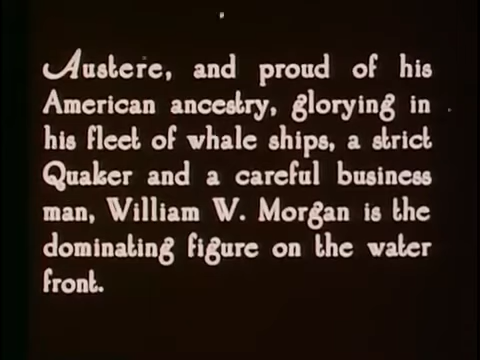 Austere, and proud of his
American ancestry, glorying in
his fleet of whale ships, a strict
Quaker and a careful business
man, William W. Morgan is the
dominating figure on the water
front.